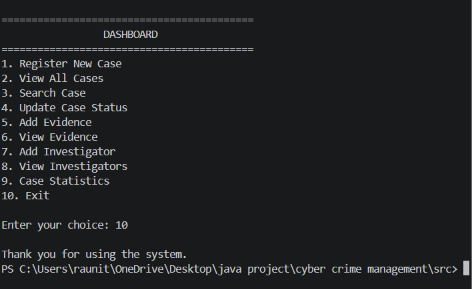 ==========================================
DASHBOARD
==========================================
1. Register New Case
2. View All Cases
3. Search Case
4. Update Case Status
5. Add Evidence
6. View Evidence
7. Add Investigator
8. View Investigators
9. Case Statistics
10. Exit
Enter your choice: 10
Thank you for using the system.
PS C:\Users\raunit\OneDrive\Desktop\java project\cyber crime management\src>